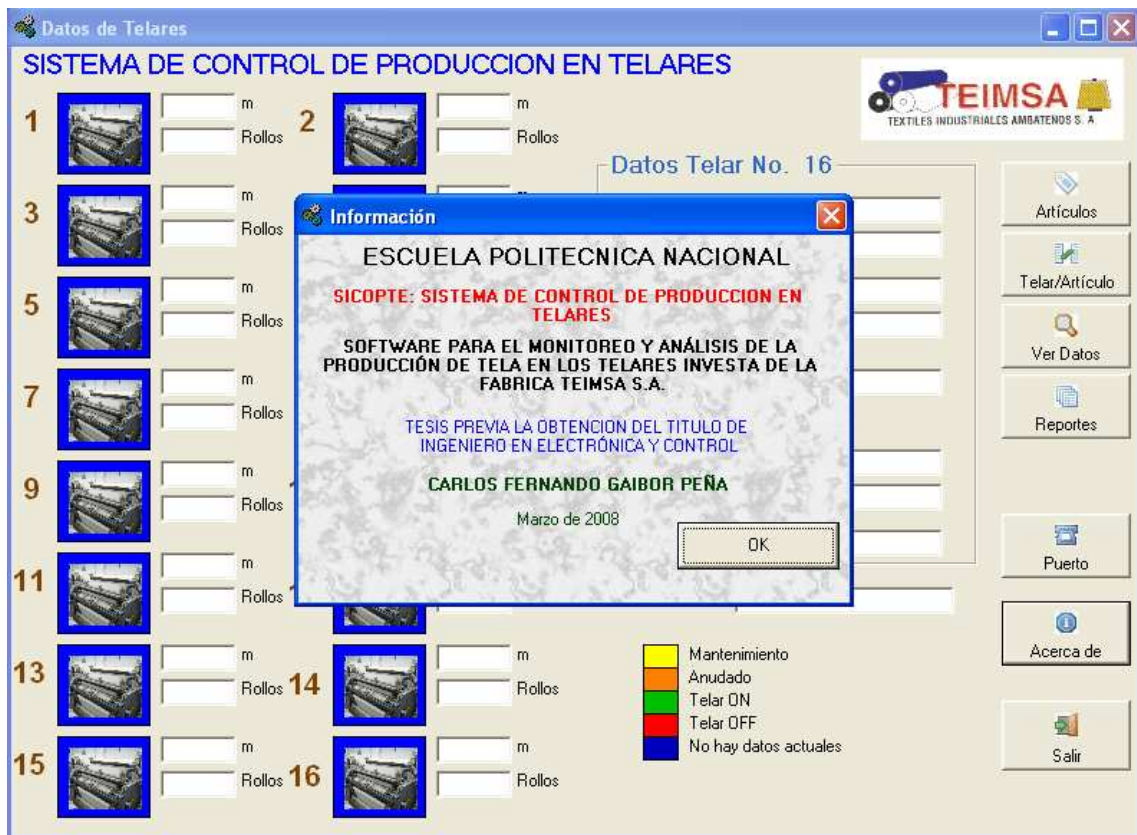 Datos de Telares
SISTEMA DE CONTROL DE PRODUCCION EN TELARES
TEIMSA
TEXTILES INDUSTRIALES AMBATEÑOS S. A
1 m 2 m
Rollos Rollos
Datos Telar No. 16
3 m
Rollos
5 m
Rollos
7 m
Rollos
9 m
Rollos
11 m
Rollos
13 m 14 m
Rollos Rollos
15 m 16 m
Rollos Rollos
Información
ESCUELA POLITECNICA NACIONAL
SICOPTE: SISTEMA DE CONTROL DE PRODUCCION EN
TELARES
SOFTWARE PARA EL MONITOREO Y ANÁLISIS DE LA
PRODUCCIÓN DE TELA EN LOS TELARES INVESTA DE LA
FABRICA TEIMSA S.A.
TESIS PREVIA LA OBTENCION DEL TITULO DE
INGENIERO EN ELECTRÓNICA Y CONTROL
CARLOS FERNANDO GAIBOR PEÑA
Marzo de 2008
OK
Mantenimiento
Anudado
Telar ON
Telar OFF
No hay datos actuales
Artículos
Telar/Artículo
Ver Datos
Reportes
Puerto
Acerca de
Salir